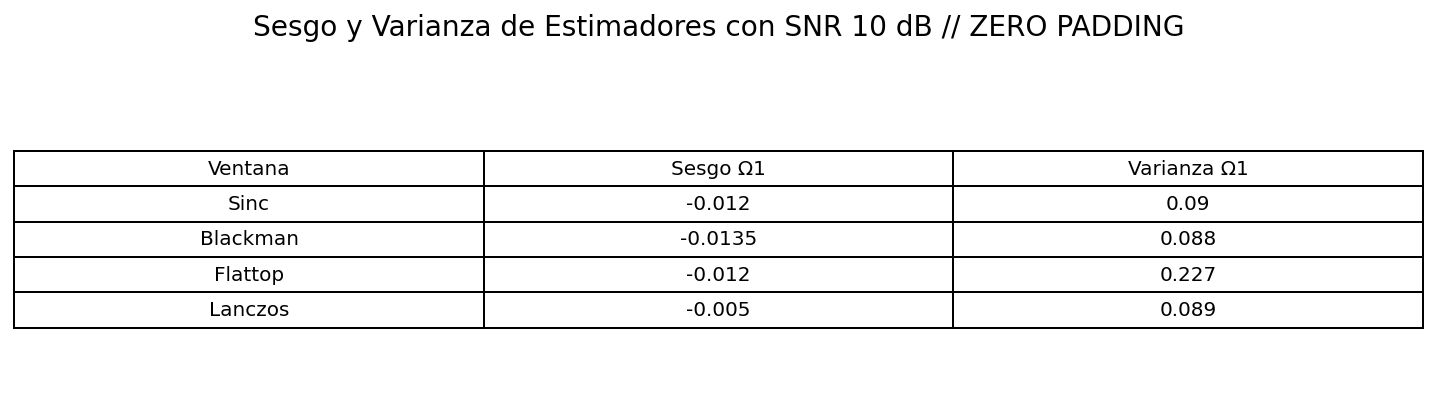 Sesgo y Varianza de Estimadores con SNR 10 dB // ZERO PADDING
Ventana Sesgo Ω1 Varianza Ω1
Sinc -0.012 0.09
Blackman -0.0135 0.088
Flattop -0.012 0.227
Lanczos -0.005 0.089